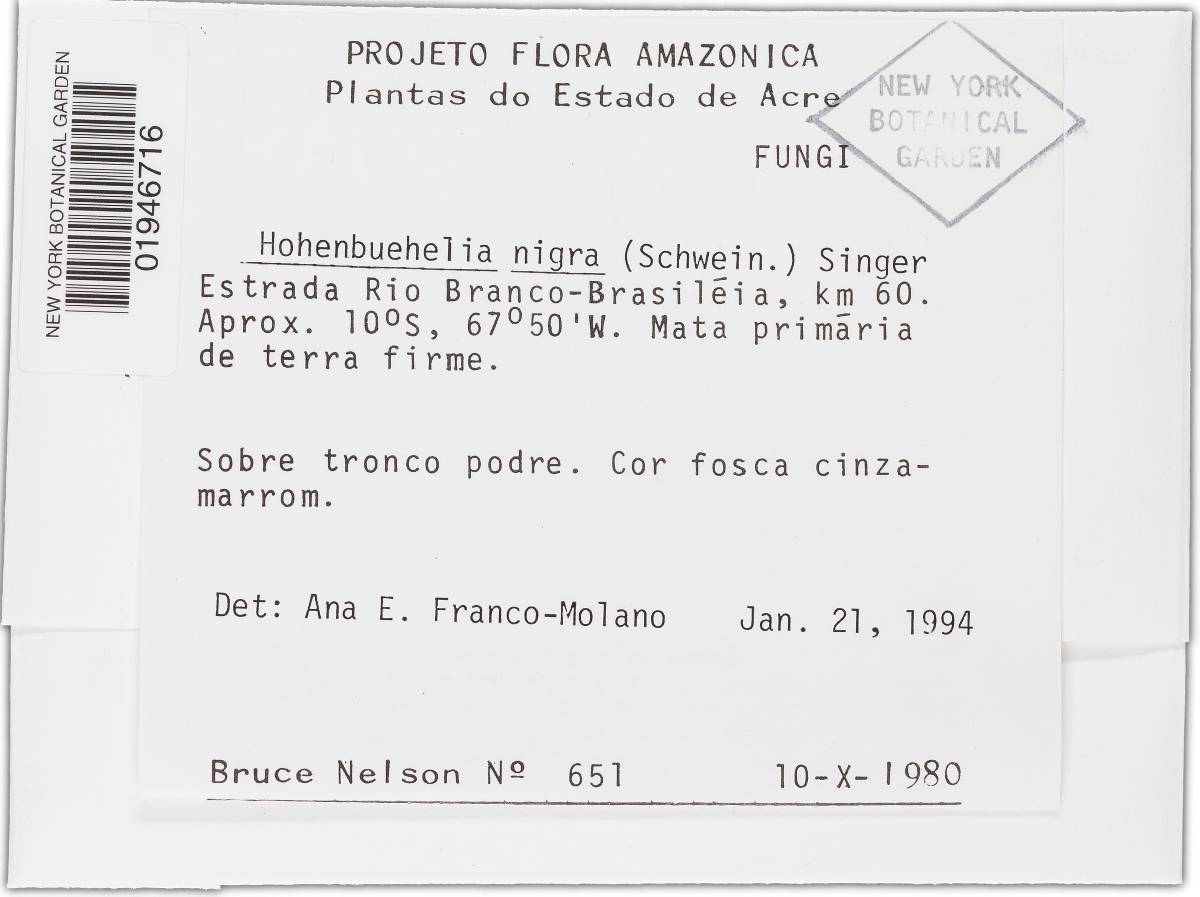 PROJETO FLORA AMAZONICA
Plantas do Estado de Acre
NEW YORK
BOTANICAL
GARDEN
FUNGI
NEW YORK BOTANICAL GARDEN
01946716
Hohenbuehelia nigra (Schwein.) Singer
Estrada Rio Branco-Brasiléia, km 60.
Aprox. 10ºS, 67º50'W. Mata primária
de terra firme.
Sobre tronco podre. Cor fosca cinza-
marrom.
Det: Ana E. Franco-Molano Jan. 21, 1994
Bruce Nelson Nº 651 10-X-1980